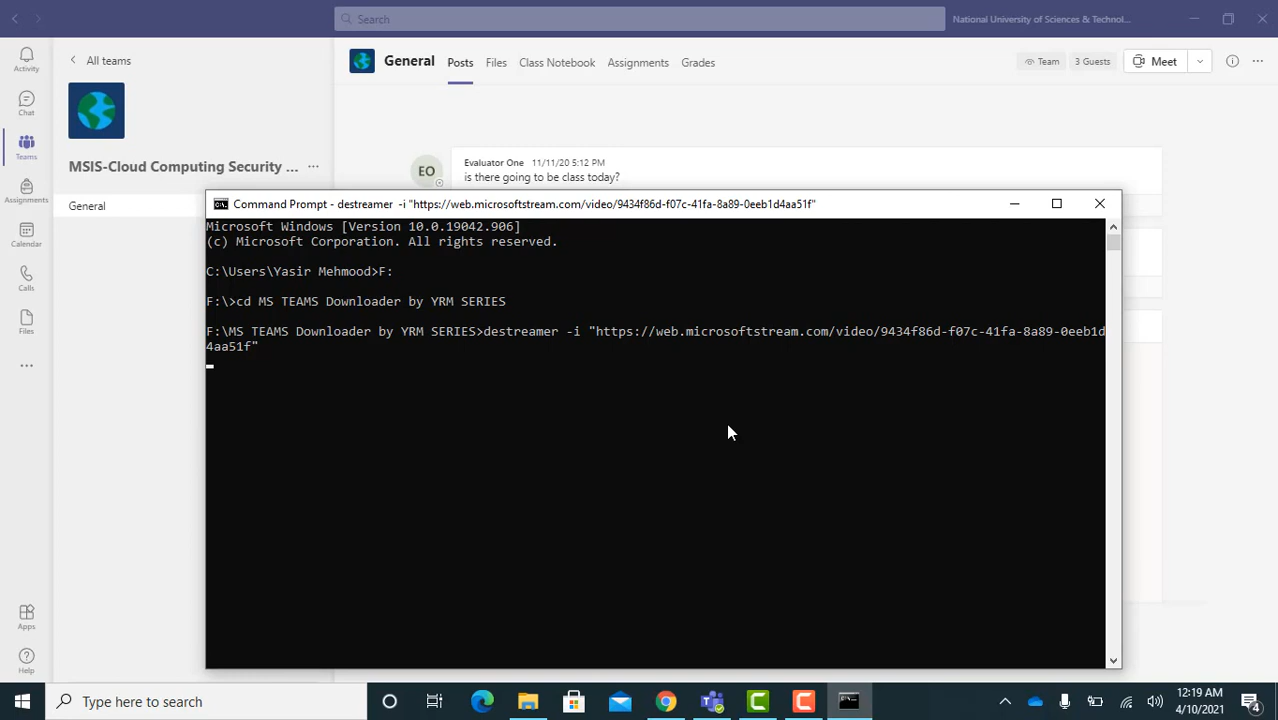 Search
National University of Sciences & Technol...
Activity
Chat
Teams
Assignments
Calendar
Calls
Files
Apps
Help
All teams
MSIS-Cloud Computing Security ...
General
General
Posts
Files
Class Notebook
Assignments
Grades
Team
3 Guests
Meet
EO
Evaluator One 11/11/20 5:12 PM
is there going to be class today?
Command Prompt - destreamer -i "https://web.microsoftstream.com/video/9434f86d-f07c-41fa-8a89-0eeb1d4aa51f"
Microsoft Windows [Version 10.0.19042.906]
(c) Microsoft Corporation. All rights reserved.
C:\Users\Yasir Mehmood>F:
F:\>cd MS TEAMS Downloader by YRM SERIES
F:\MS TEAMS Downloader by YRM SERIES>destreamer -i "https://web.microsoftstream.com/video/9434f86d-f07c-41fa-8a89-0eeb1d
4aa51f"
Type here to search
12:19 AM
4/10/2021
4